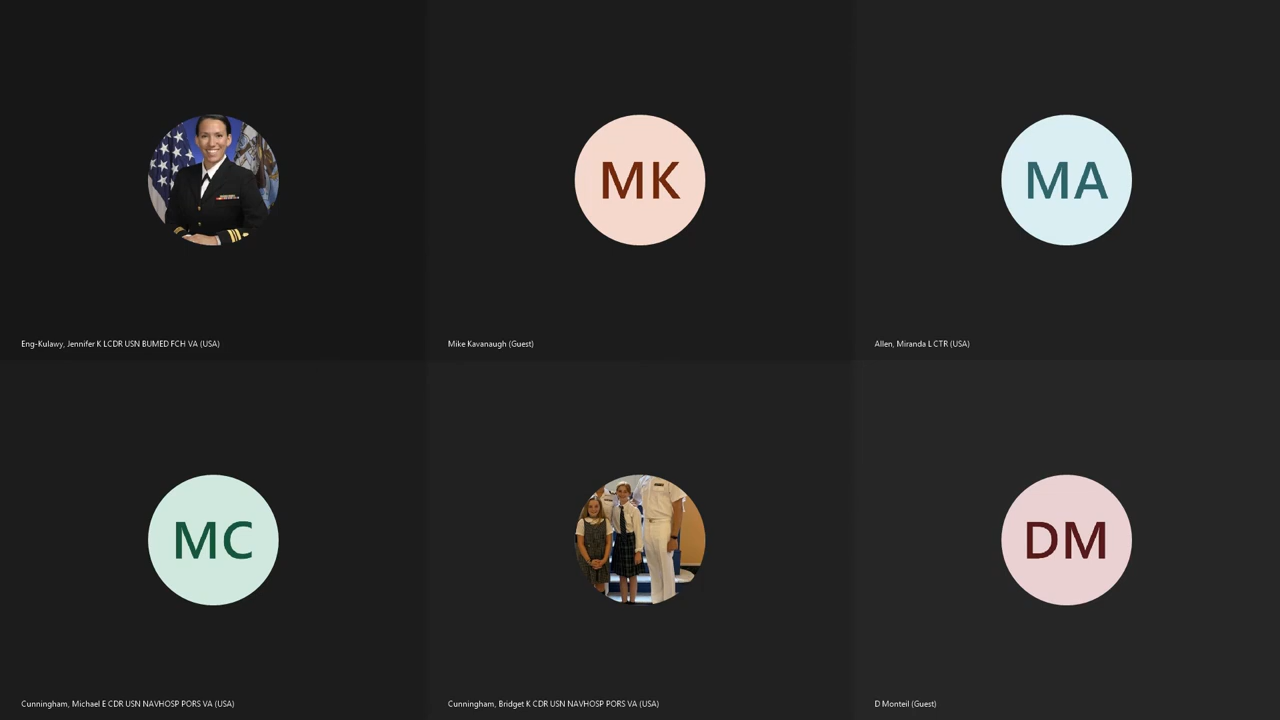 MK
MA
Eng-Kulawy, Jennifer K LCDR USN BUMED FCH VA (USA)
Mike Kavanaugh (Guest)
Allen, Miranda L CTR (USA)
MC
DM
Cunningham, Michael E CDR USN NAVHOSP PORS VA (USA)
Cunningham, Bridget K CDR USN NAVHOSP PORS VA (USA)
D Monteil (Guest)